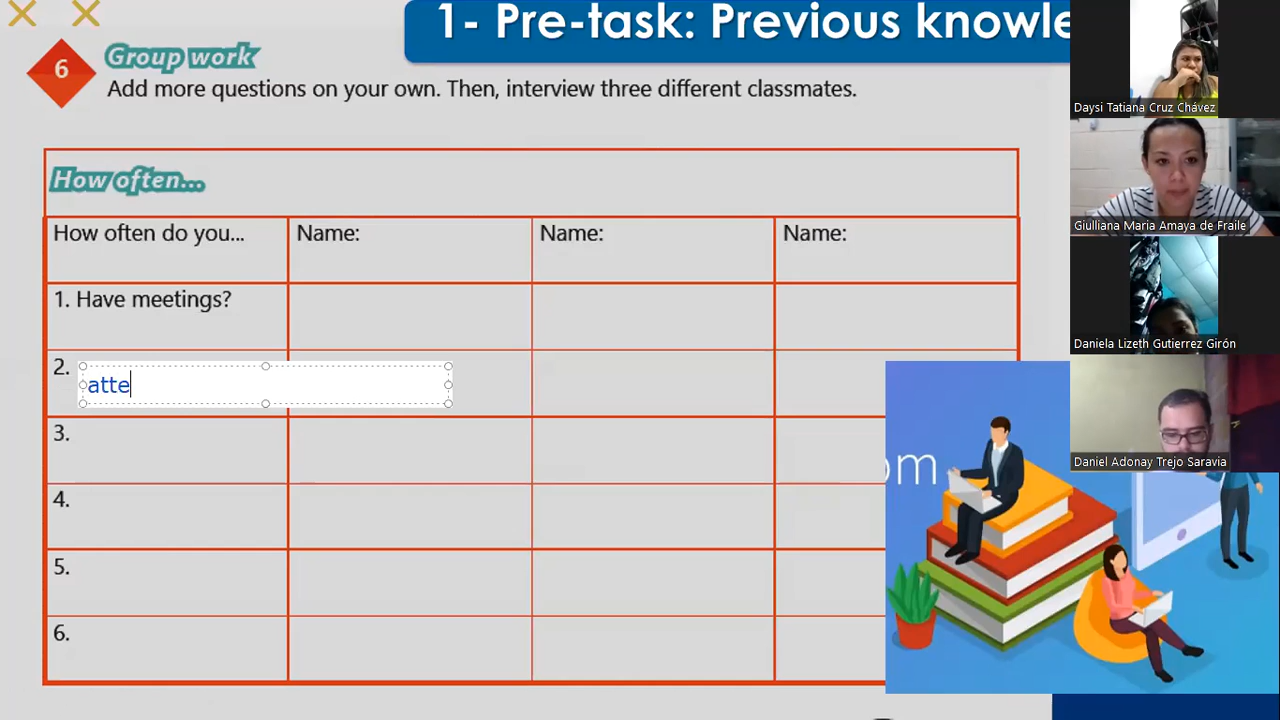 1- Pre-task: Previous knowle
6
Group work
Add more questions on your own. Then, interview three different classmates.
How often...
How often do you...
Name:
Name:
Name:
1. Have meetings?
2.
atte
3.
4.
5.
6.
om
Daysi Tatiana Cruz Chávez
Giulliana Maria Amaya de Fraile
Daniela Lizeth Gutierrez Girón
Daniel Adonay Trejo Saravia